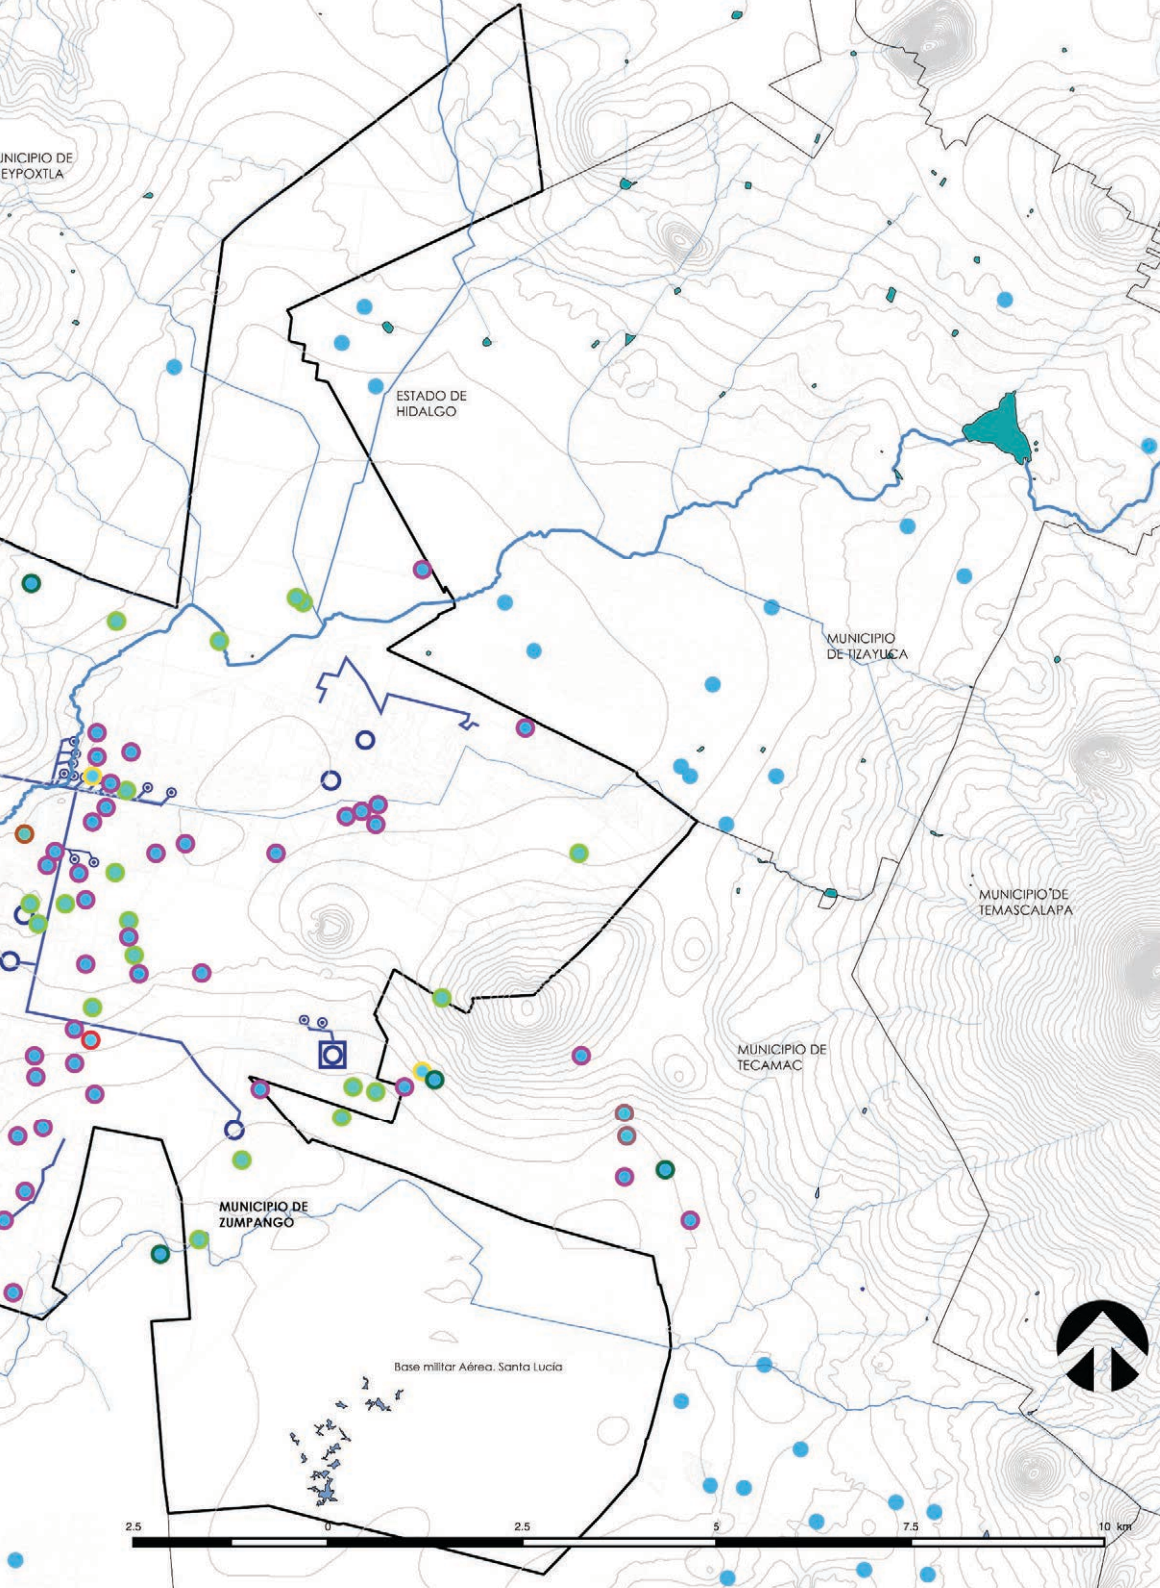 UNICIPIO DE
EYPOXTLA
ESTADO DE
HIDALGO
MUNICIPIO
DE TIZAYUCA
MUNICIPIO DE
TEMASCALAPA
MUNICIPIO DE
TECAMAC
MUNICIPIO DE
ZUMPANGO
Base militar Aérea. Santa Lucía
2.5 0 2.5 5 7.5 10 km